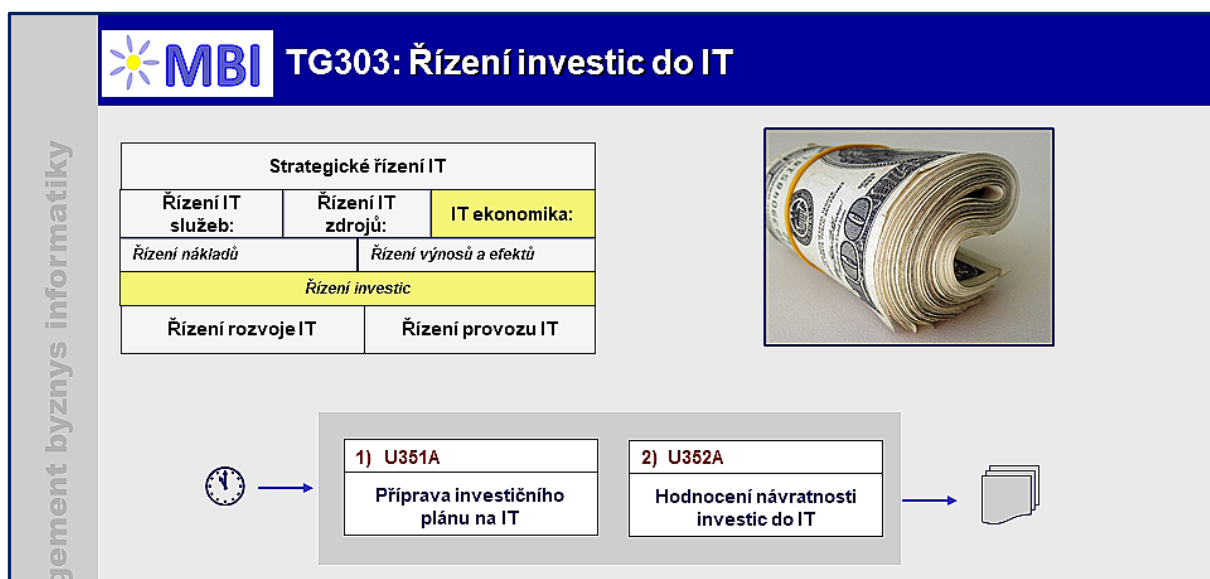 MBI
TG303: Řízení investic do IT
gement byznys informatiky
Strategické řízení IT
Řízení IT
služeb:
Řízení IT
zdrojů:
IT ekonomika:
Řízení nákladů
Řízení výnosů a efektů
Řízení investic
Řízení rozvoje IT
Řízení provozu IT
100
1) U351A
Příprava investičního
plánu na IT
2) U352A
Hodnocení návratnosti
investic do IT